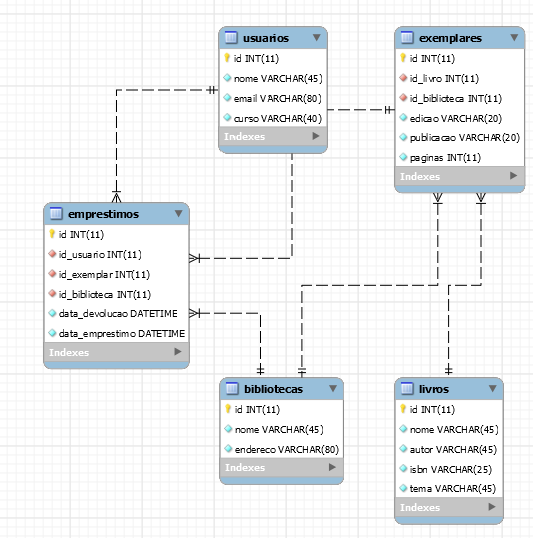 usuarios
id INT(11)
nome VARCHAR(45)
email VARCHAR(80)
curso VARCHAR(40)
Indexes
exemplares
id INT(11)
id_livro INT(11)
id_biblioteca INT(11)
edicao VARCHAR(20)
publicacao VARCHAR(20)
paginas INT(11)
Indexes
emprestimos
id INT(11)
id_usuario INT(11)
id_exemplar INT(11)
id_biblioteca INT(11)
data_devolucao DATETIME
data_emprestimo DATETIME
Indexes
bibliotecas
id INT(11)
nome VARCHAR(45)
endereco VARCHAR(80)
Indexes
livros
id INT(11)
nome VARCHAR(45)
autor VARCHAR(45)
isbn VARCHAR(25)
tema VARCHAR(45)
Indexes